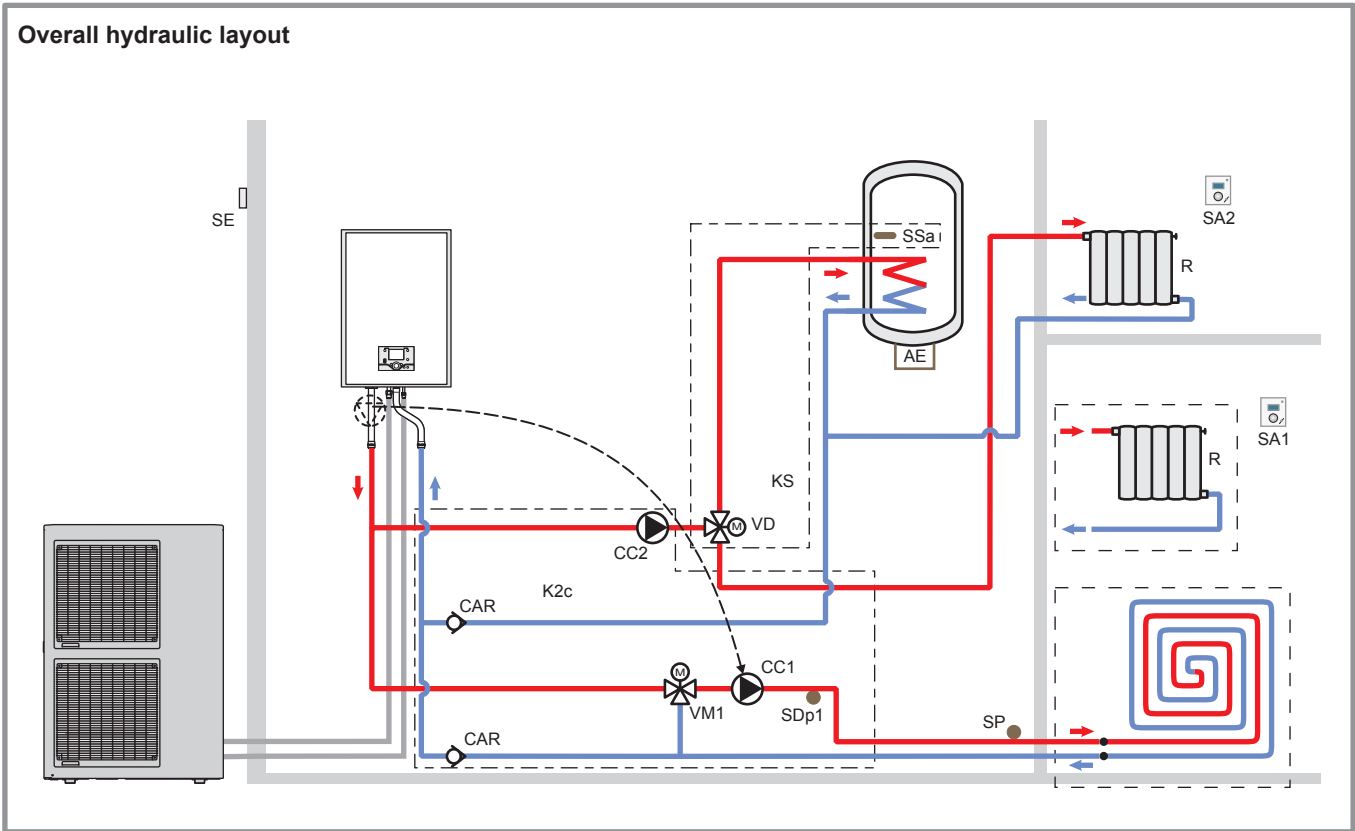 Overall hydraulic layout
SE
SSa
SA2
R
AE
SA1
R
KS
M
VD
CC2
K2c
CAR
M
CC1
VM1
SDp1
SP
CAR